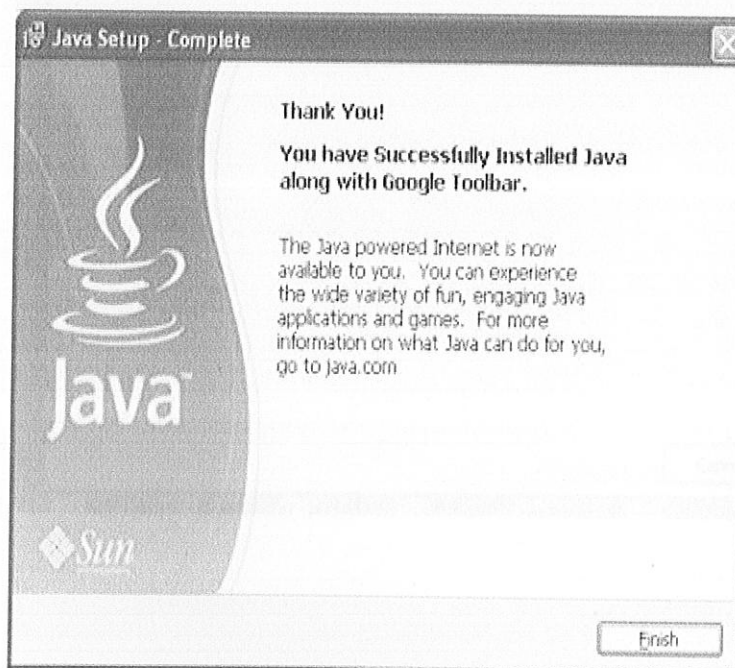 Java Setup - Complete
Thank You!
You have Successfully Installed Java
along with Google Toolbar.
The Java powered Internet is now
available to you. You can experience
the wide variety of fun, engaging Java
applications and games. For more
information on what Java can do for you,
go to java.com
Java™
Sun
Finish